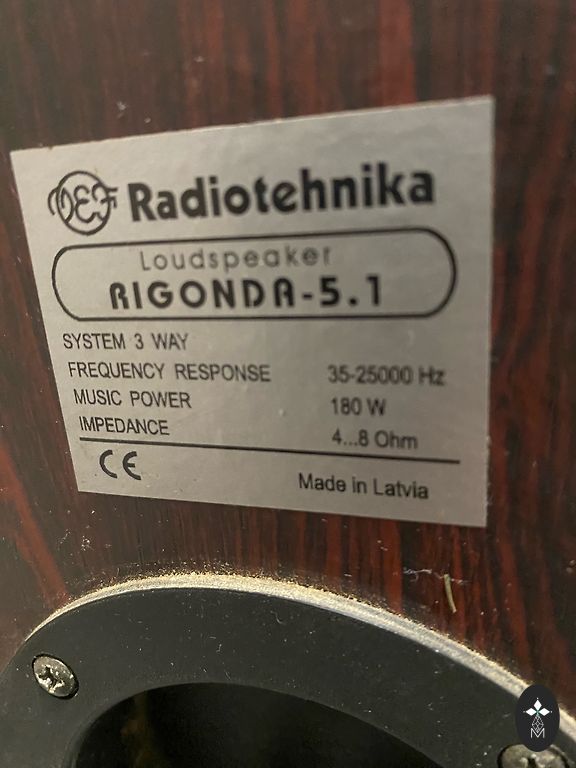 Radiotehnika
Loudspeaker
RIGONDA-5.1
SYSTEM 3 WAY
FREQUENCY RESPONSE 35-25000 Hz
MUSIC POWER 180 W
IMPEDANCE 4...8 Ohm
CE Made in Latvia
M